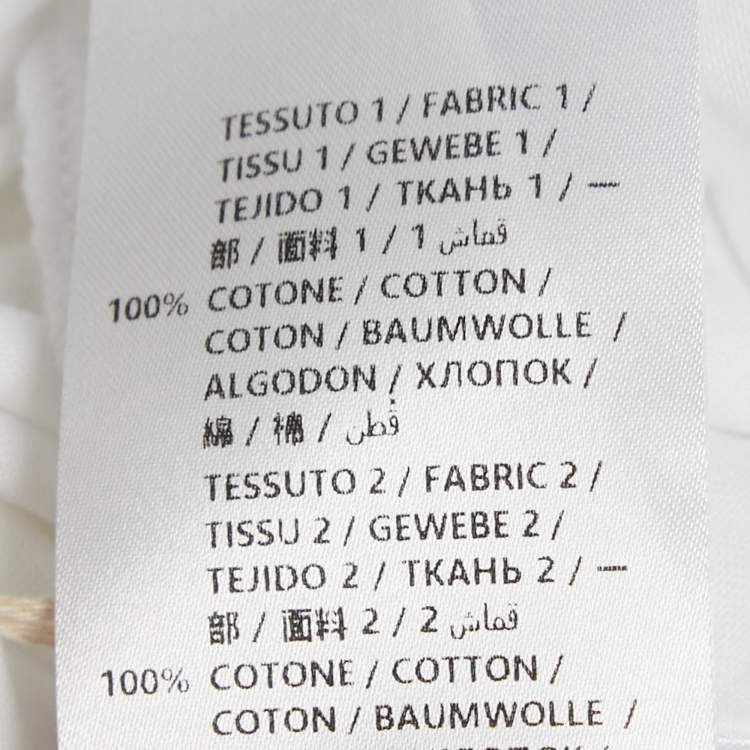 TESSUTO 1 / FABRIC 1 /
TISSU 1 / GEWEBE 1 /
TEJIDO 1 / ТКАНЬ 1 / 一
部 / 面料 1 / 1 قماش
100% COTONE / COTTON /
COTON / BAUMWOLLE /
ALGODON / ХЛОПОК /
綿 / 棉 / قطن
TESSUTO 2 / FABRIC 2 /
TISSU 2 / GEWEBE 2 /
TEJIDO 2 / ТКАНЬ 2 / 一
部 / 面料 2 / 2 قماش
100% COTONE / COTTON /
COTON / BAUMWOLLE /